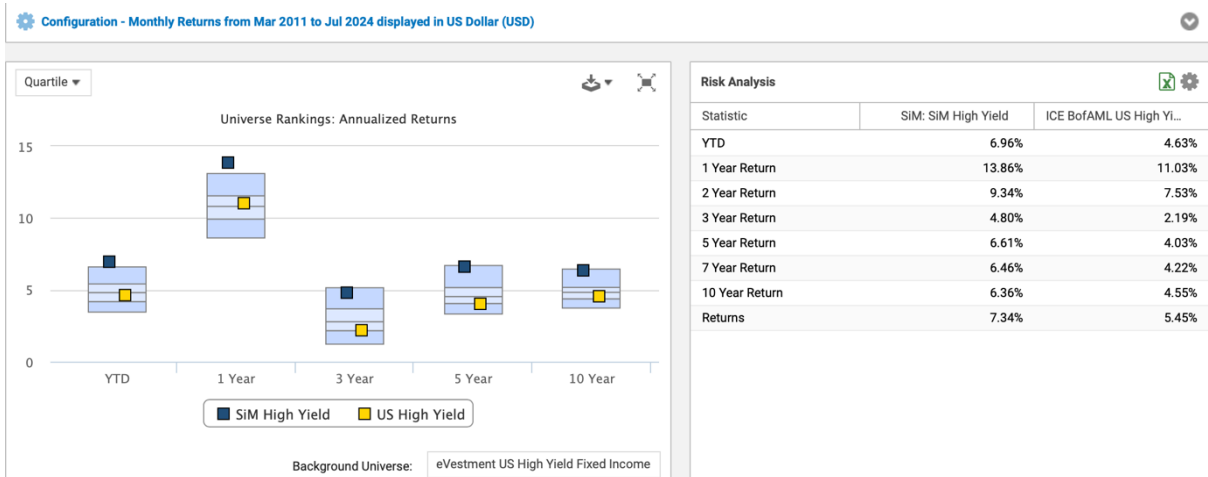 Configuration - Monthly Returns from Mar 2011 to Jul 2024 displayed in US Dollar (USD)
Quartile
Universe Rankings: Annualized Returns
15
10
5
0
YTD 1 Year 3 Year 5 Year 10 Year
SiM High Yield US High Yield
Background Universe: eVestment US High Yield Fixed Income
Risk Analysis
Statistic SiM: SiM High Yield ICE BofAML US High Yi...
YTD 6.96% 4.63%
1 Year Return 13.86% 11.03%
2 Year Return 9.34% 7.53%
3 Year Return 4.80% 2.19%
5 Year Return 6.61% 4.03%
7 Year Return 6.46% 4.22%
10 Year Return 6.36% 4.55%
Returns 7.34% 5.45%